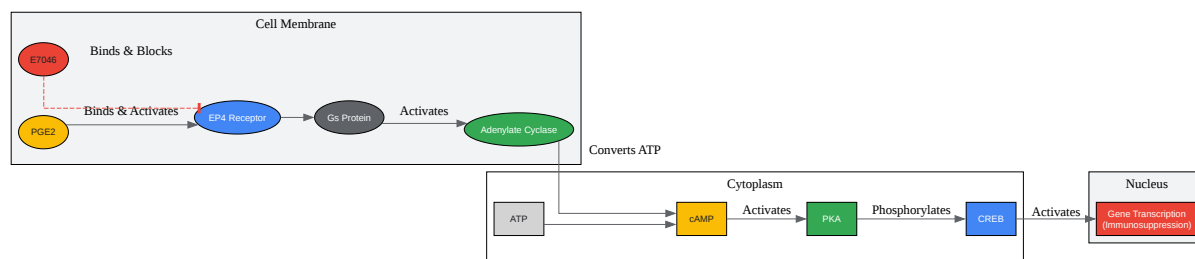 Cell Membrane
E7046
Binds & Blocks
Binds & Activates
PGE2
EP4 Receptor
Gs Protein
Activates
Adenylate Cyclase
Converts ATP
Cytoplasm
ATP
cAMP
Activates
PKA
Phosphorylates
CREB
Activates
Nucleus
Gene Transcription
(Immunosuppression)